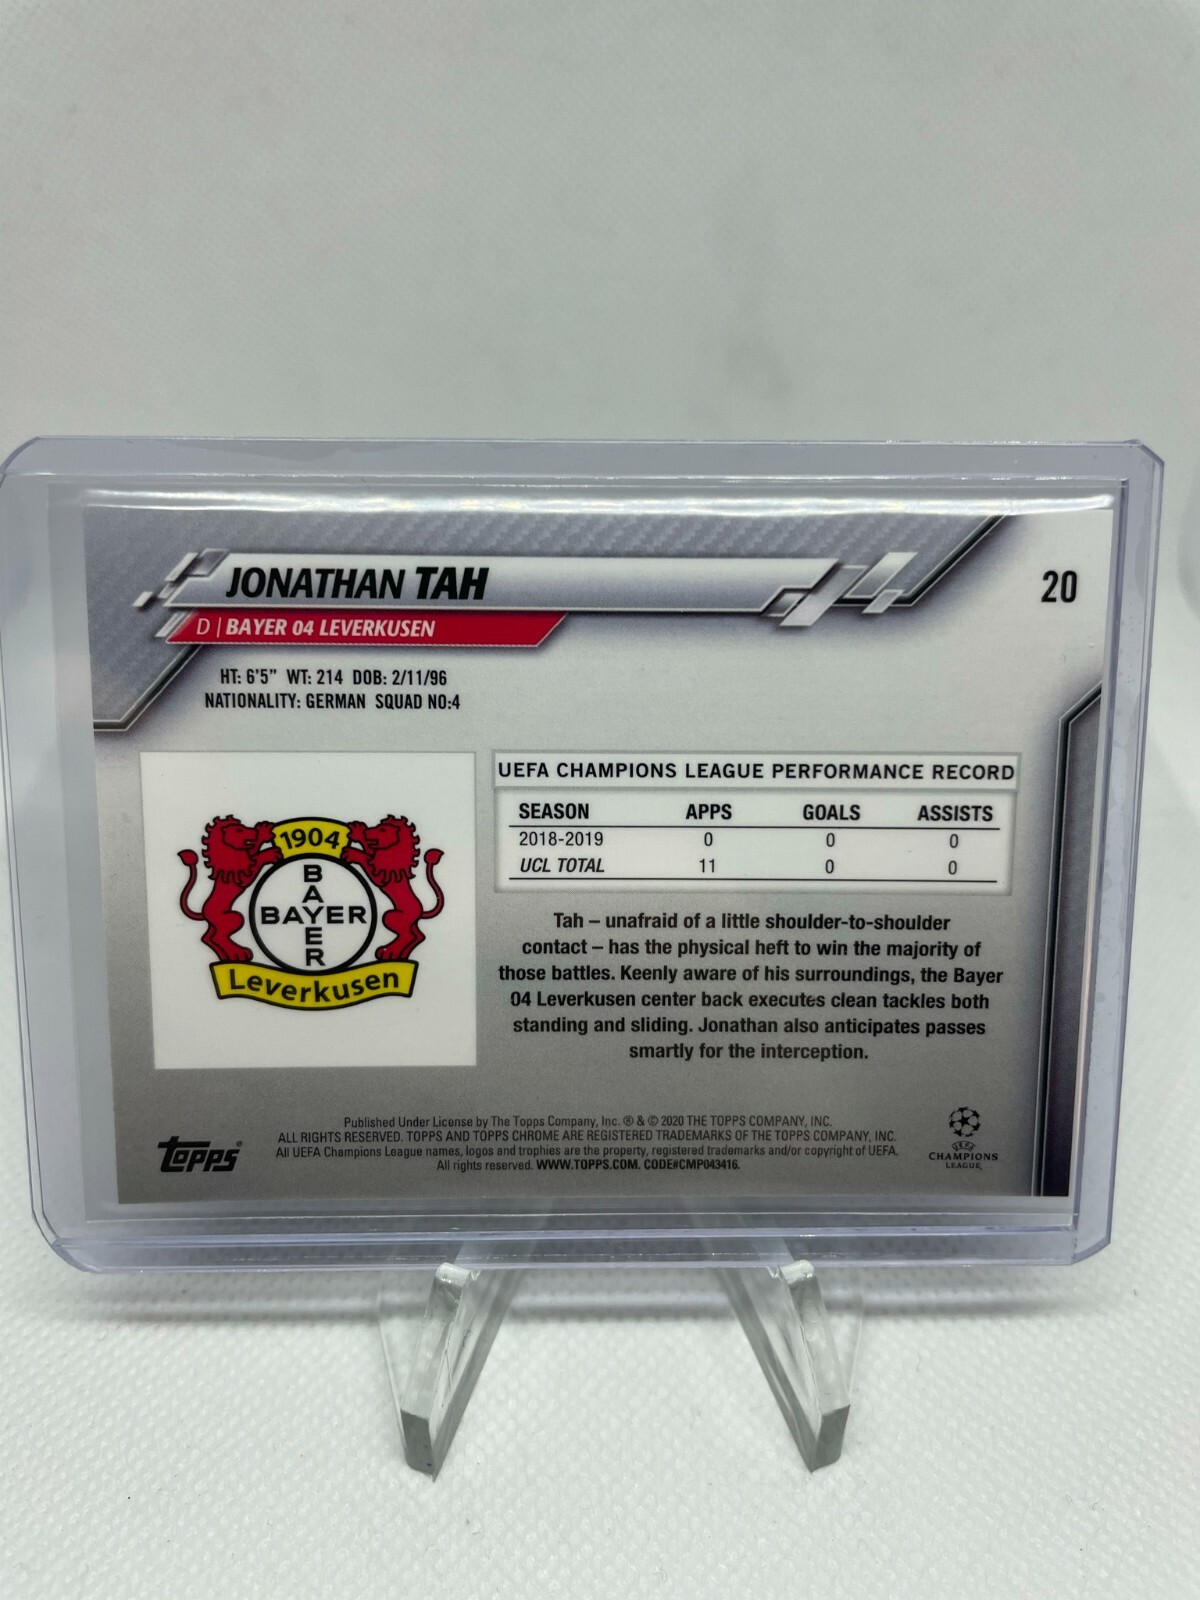 JONATHAN TAH
20
D | BAYER 04 LEVERKUSEN
HT: 6'5" WT: 214 DOB: 2/11/96
NATIONALITY: GERMAN SQUAD NO:4
1904
BAYER
BAYER
Leverkusen
UEFA CHAMPIONS LEAGUE PERFORMANCE RECORD
SEASON APPS GOALS ASSISTS
2018-2019 0 0 0
UCL TOTAL 11 0 0
Tah – unafraid of a little shoulder-to-shoulder
contact – has the physical heft to win the majority of
those battles. Keenly aware of his surroundings, the Bayer
04 Leverkusen center back executes clean tackles both
standing and sliding. Jonathan also anticipates passes
smartly for the interception.
Published Under License by The Topps Company, Inc. ® & © 2020 THE TOPPS COMPANY, INC.
ALL RIGHTS RESERVED. TOPPS AND TOPPS CHROME ARE REGISTERED TRADEMARKS OF THE TOPPS COMPANY, INC.
All UEFA Champions League names, logos and trophies are the property, registered trademarks and/or copyright of UEFA.
All rights reserved. WWW.TOPPS.COM. CODE#CMP043416.
Topps®
UEFA
CHAMPIONS
LEAGUE